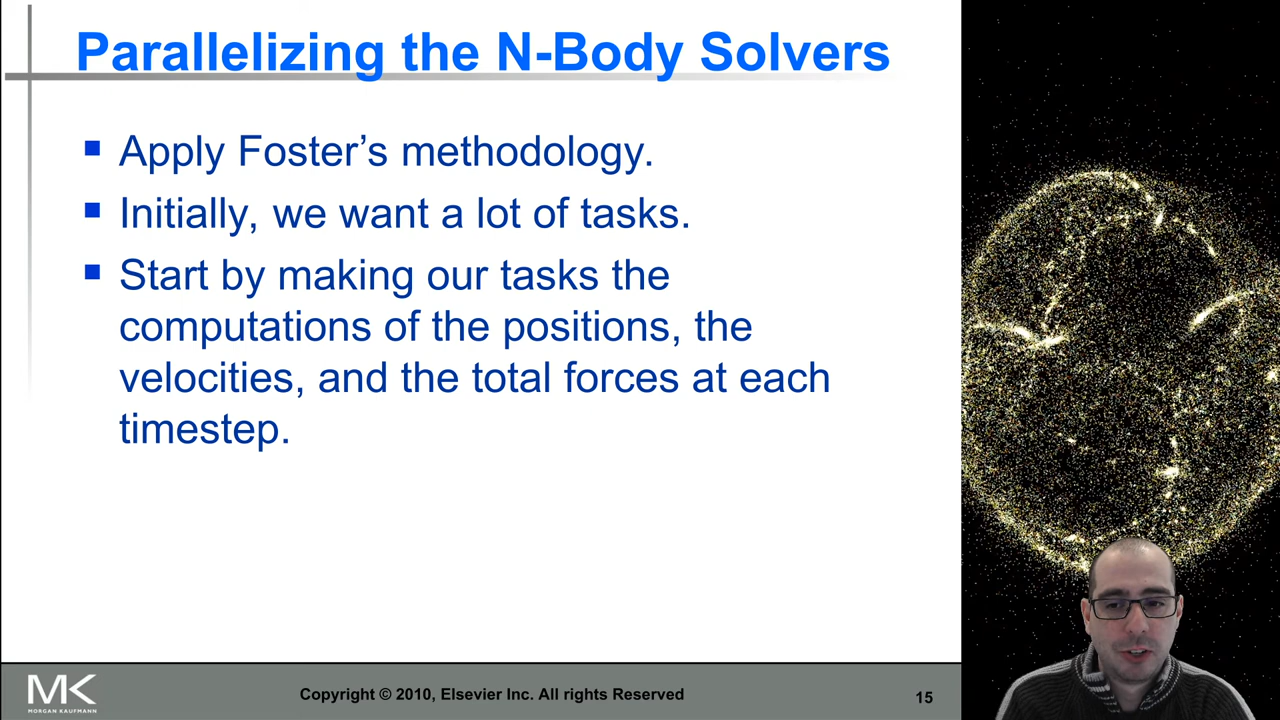 Parallelizing the N-Body Solvers
Apply Foster’s methodology.
Initially, we want a lot of tasks.
Start by making our tasks the
computations of the positions, the
velocities, and the total forces at each
timestep.
MK
MORGAN KAUFMANN
Copyright © 2010, Elsevier Inc. All rights Reserved
15